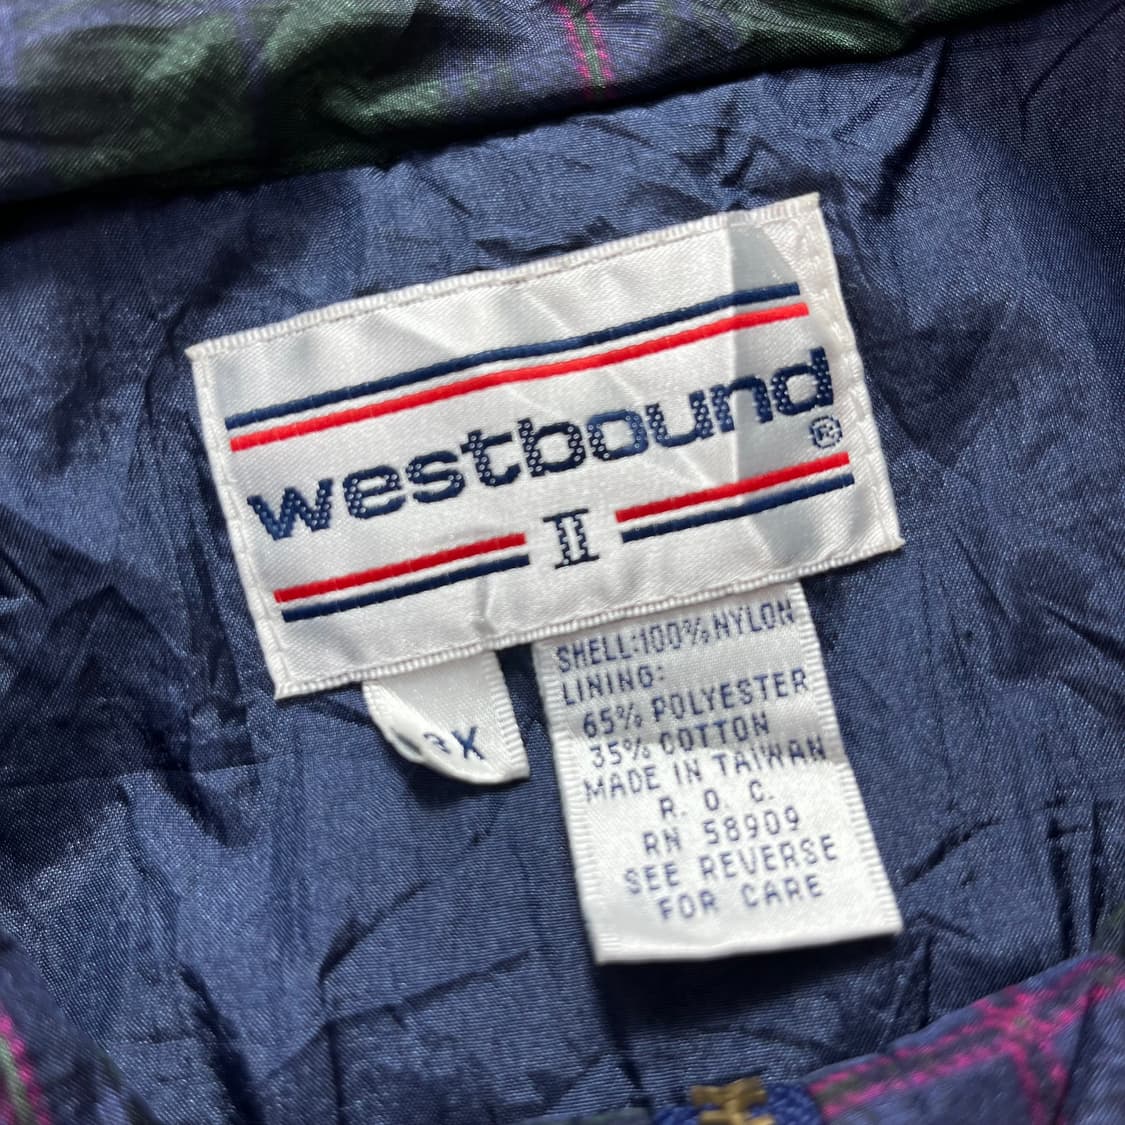 westbound
®
II
3X
SHELL:100%NYLON
LINING:
65% POLYESTER
35% COTTON
MADE IN TAIWAN
R. O. C.
RN 58909
SEE REVERSE
FOR CARE